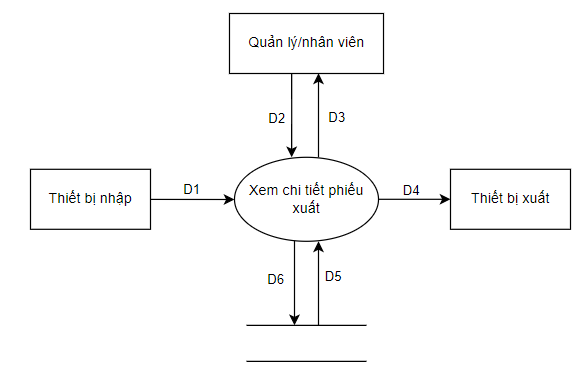 Quản lý/nhân viên
D2
D3
Thiết bị nhập
D1
Xem chi tiết phiếu
xuất
D4
Thiết bị xuất
D6
D5